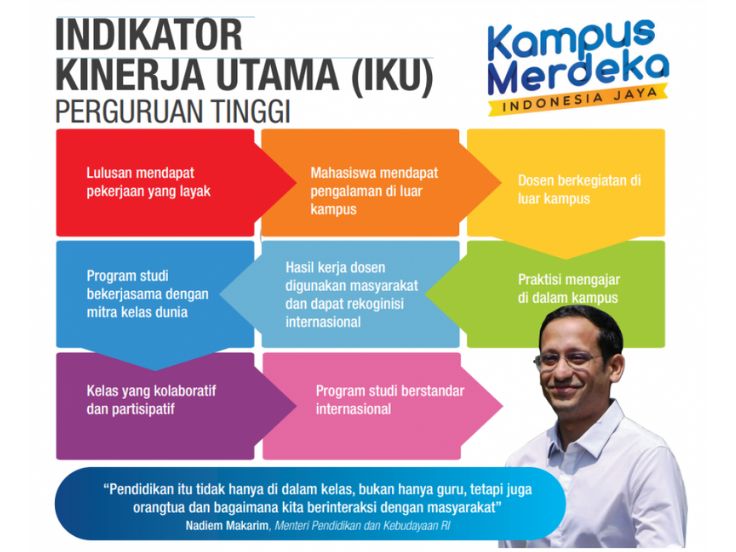 INDIKATOR
KINERJA UTAMA (IKU)
PERGURUAN TINGGI
Kampus
Merdeka
INDONESIA JAYA
Lulusan mendapat
pekerjaan yang layak
Mahasiswa mendapat
pengalaman di luar
kampus
Dosen berkegiatan di
luar kampus
Praktisi mengajar
di dalam kampus
Hasil kerja dosen
digunakan masyarakat
dan dapat rekoginisi
internasional
Program studi
bekerjasama dengan
mitra kelas dunia
Kelas yang kolaboratif
dan partisipatif
Program studi berstandar
internasional
“Pendidikan itu tidak hanya di dalam kelas, bukan hanya guru, tetapi juga
orangtua dan bagaimana kita berinteraksi dengan masyarakat”
Nadiem Makarim, Menteri Pendidikan dan Kebudayaan RI